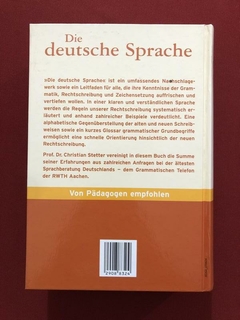 Die
deutsche Sprache
»Die deutsche Sprache« ist ein umfassendes Nachschlage-
werk sowie ein Leitfaden für alle, die ihre Kenntnisse der Gram-
matik, Rechtschreibung und Zeichensetzung auffrischen und
vertiefen wollen. In einer klaren und verständlichen Sprache
werden die Regeln unserer Rechtschreibung systematisch er-
läutert und anhand zahlreicher Beispiele verdeutlicht. Eine
alphabetische Gegenüberstellung der alten und neuen Schreib-
weisen sowie ein kurzes Glossar grammatischer Grundbegriffe
ermöglicht eine schnelle Orientierung hinsichtlich der neuen
Rechtschreibung.
Prof. Dr. Christian Stetter vereinigt in diesem Buch die Summe
seiner Erfahrungen aus zahlreichen Anfragen bei der ältesten
Sprachberatung Deutschlands – dem Grammatischen Telefon
der RWTH Aachen.
Von Pädagogen empfohlen